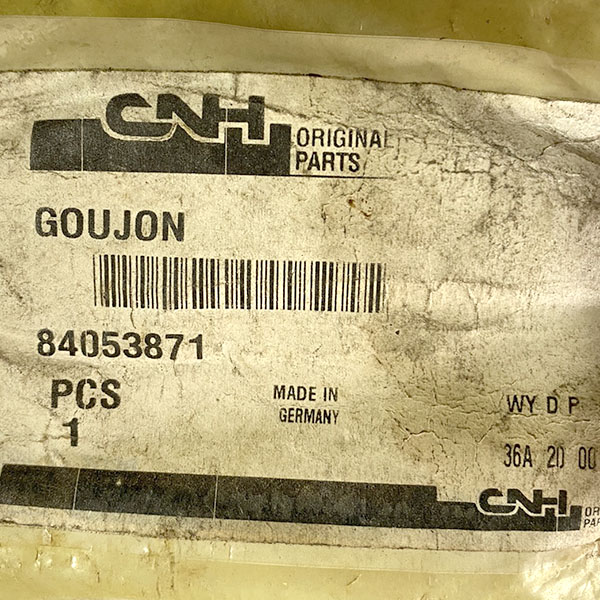 CNH ORIGINAL
PARTS
GOUJON
84053871
PCS
1
MADE IN
GERMANY
WY D P
36A 20 00
CNH